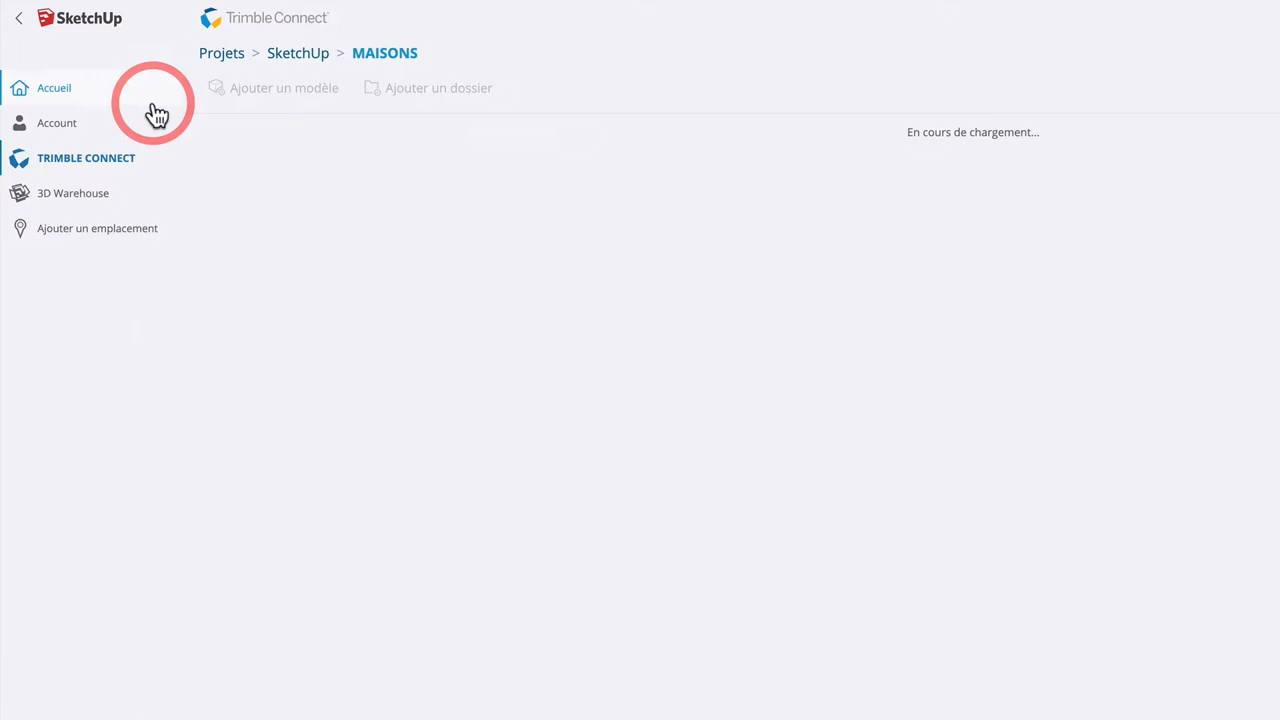 SketchUp
Trimble Connect
Projets > SketchUp > MAISONS
Accueil
Ajouter un modèle
Ajouter un dossier
Account
En cours de chargement...
TRIMBLE CONNECT
3D Warehouse
Ajouter un emplacement